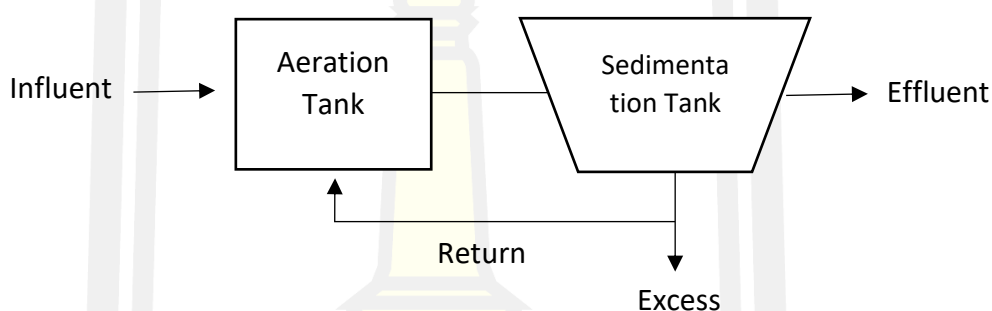 Influent
Aeration
Tank
Sedimenta
tion Tank
Effluent
Return
Excess